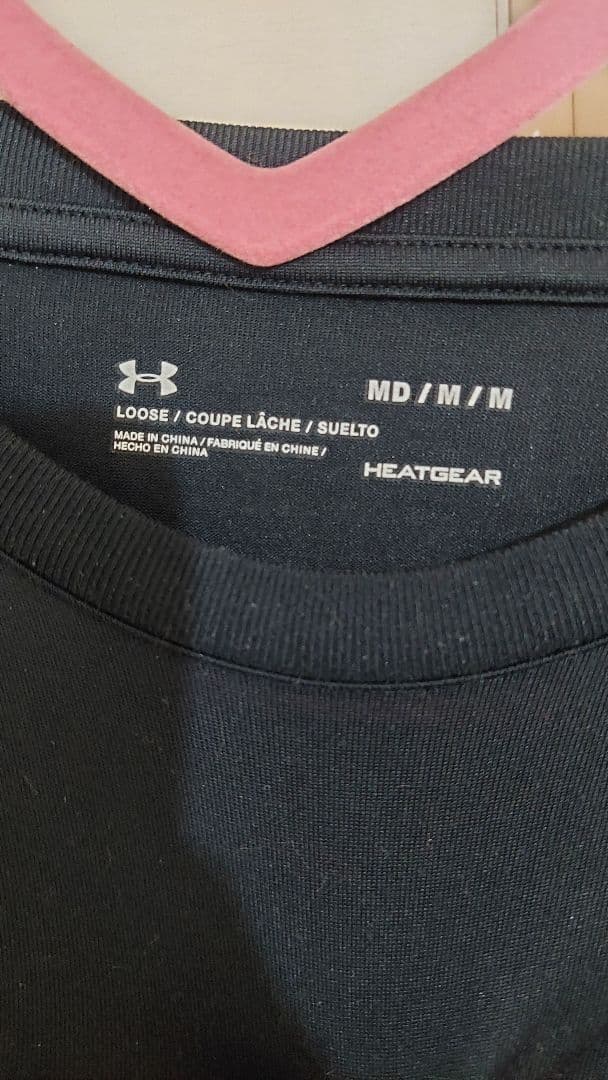 MD / M / M
LOOSE / COUPE LÂCHE / SUELTO
MADE IN CHINA / FABRIQUÉ EN CHINE /
HECHO EN CHINA
HEATGEAR